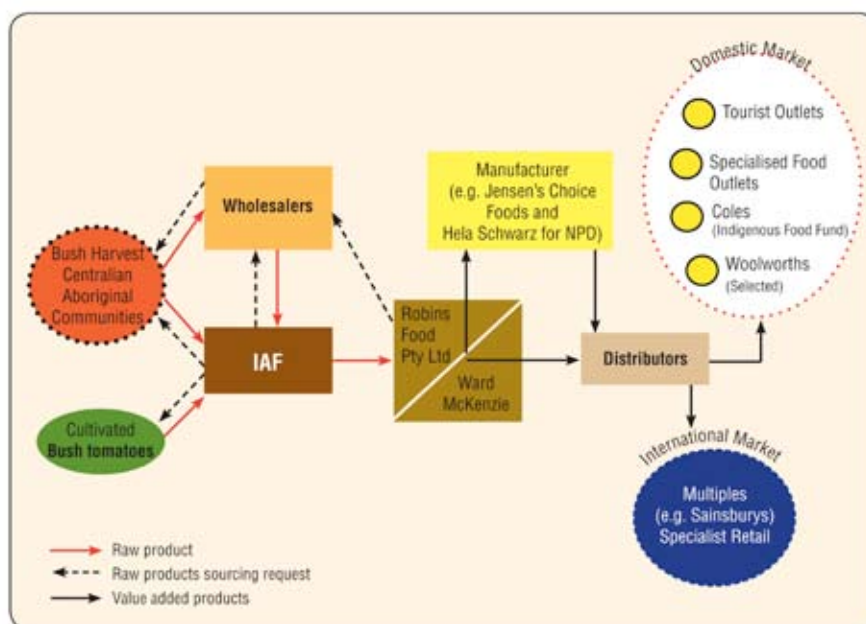 Domestic Market
Tourist Outlets
Specialised Food
Outlets
Coles
(Indigenous Food Fund)
Woolworths
(Selected)
Manufacturer
(e.g. Jensen's Choice
Foods and
Hela Schwarz for NPD)
Wholesalers
Bush Harvest
Centralian
Aboriginal
Communities
IAF
Robins
Food
Pty Ltd
Ward
McKenzie
Distributors
Cultivated
Bush tomatoes
International Market
Multiples
(e.g. Sainsburys)
Specialist Retail
Raw product
Raw products sourcing request
Value added products